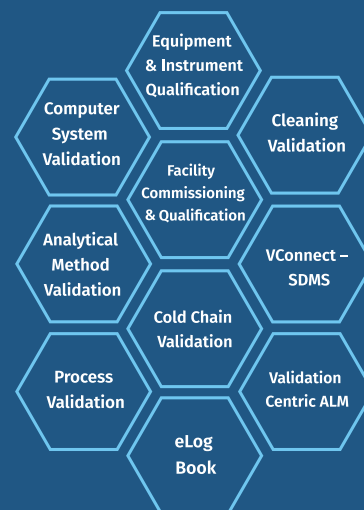 Equipment
& Instrument
Qualification
Computer
System
Validation
Cleaning
Validation
Facility
Commissioning
& Qualification
Analytical
Method
Validation
VConnect –
SDMS
Cold Chain
Validation
Process
Validation
Validation
Centric ALM
eLog
Book